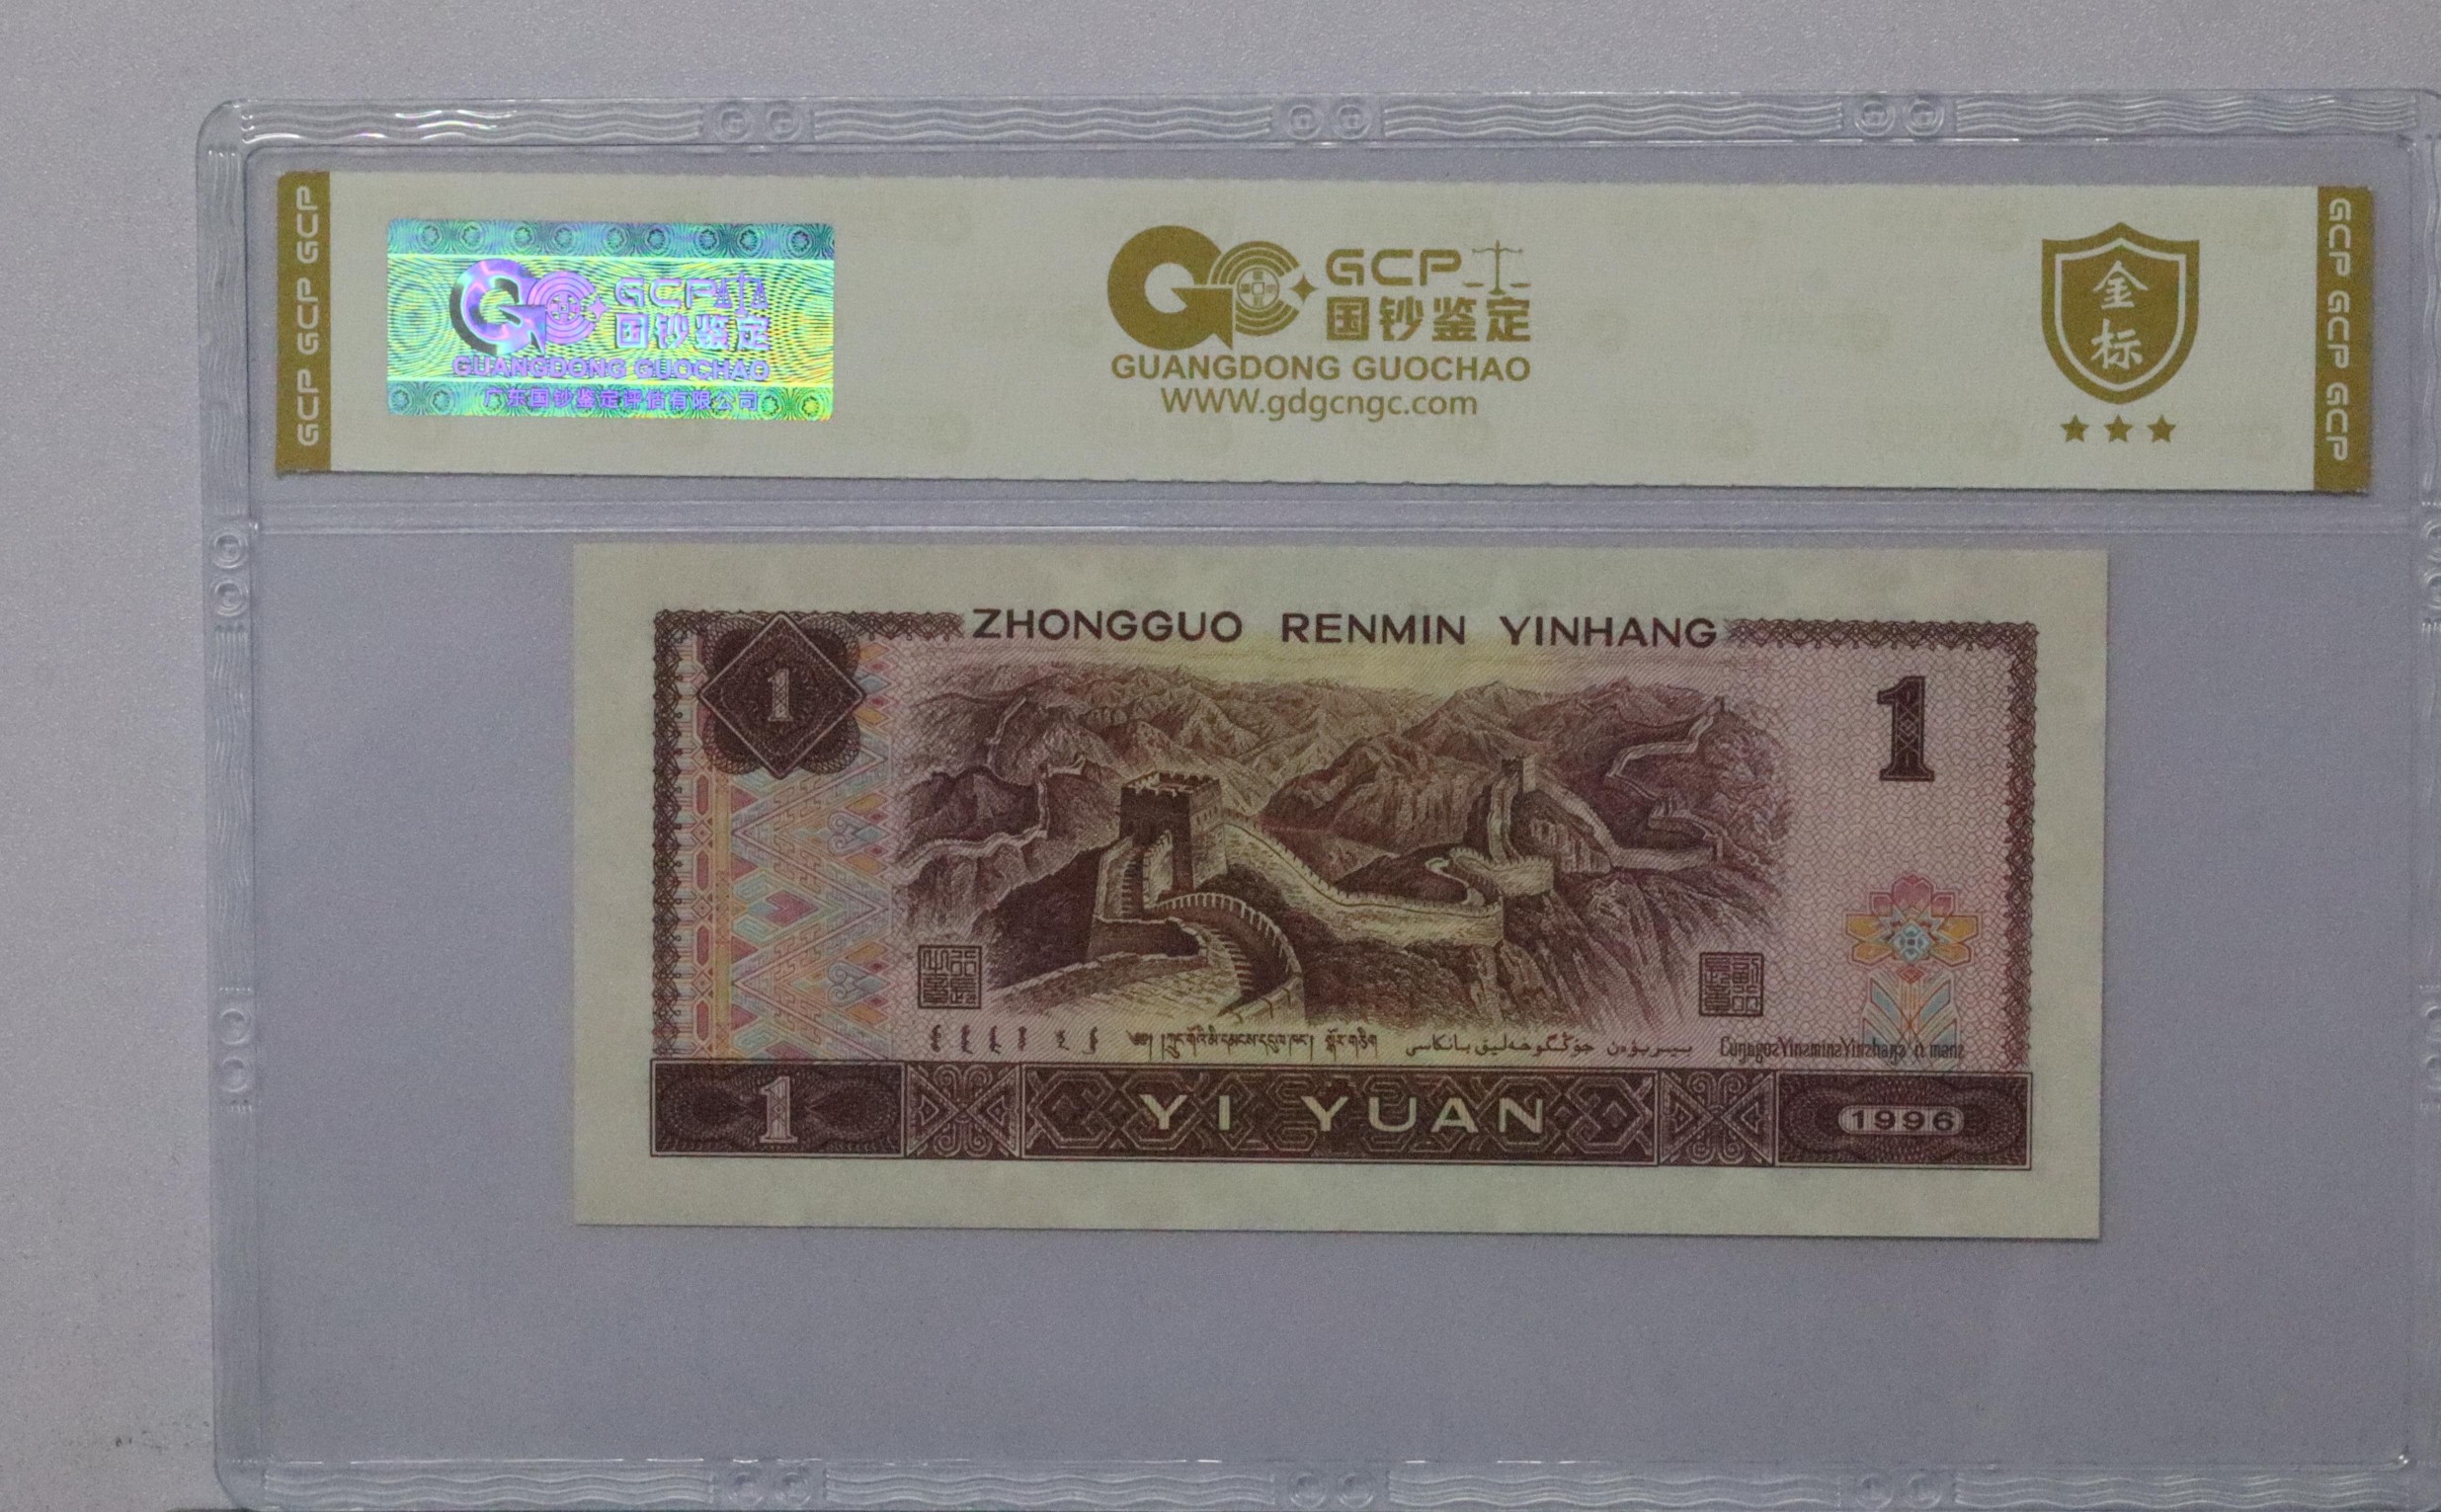 GCP GCP GCP
GCP
国钞鉴定
GUANGDONG GUOCHAO
广东国钞鉴定评估有限公司
GCP
国钞鉴定
GUANGDONG GUOCHAO
WWW.gdgcngc.com
金
标
GCP GCP GCP
ZHONGGUO RENMIN YINHANG
1
1
1
YI YUAN
1996